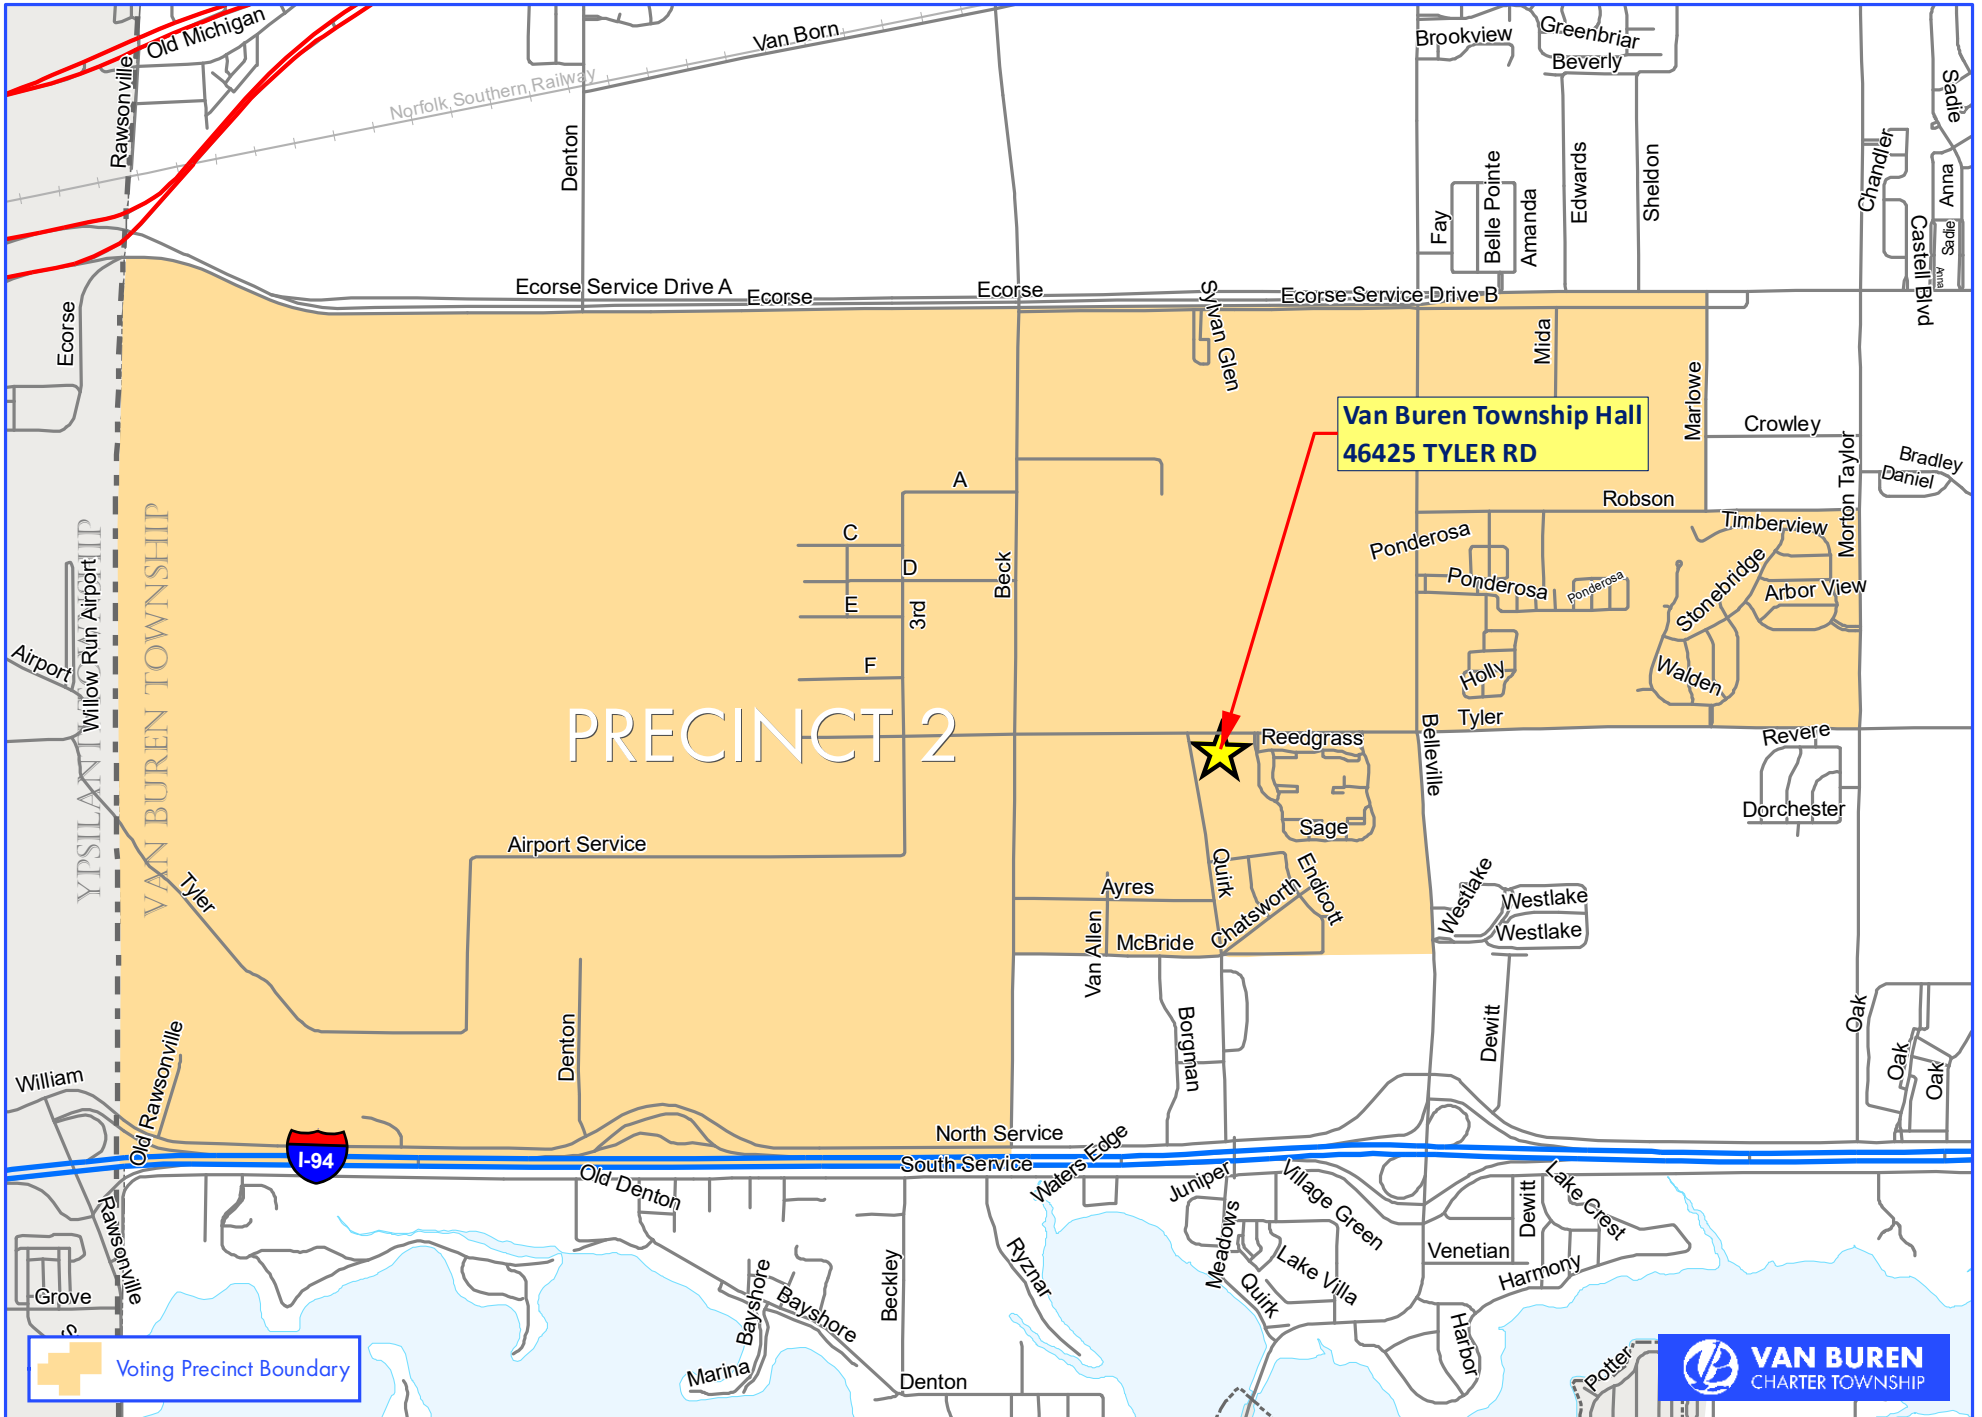 Old Michigan
Van Born
Norfolk Southern Railway
Rawsonville
Denton
Brookview
Greenbriar
Beverly
Sadie
Chandler
Anna
Sadie
Anna
Castell Blvd
Fay
Belle Pointe
Amanda
Edwards
Sheldon
Ecorse
Ecorse Service Drive A
Ecorse
Ecorse
Ecorse Service Drive B
Sylvan Glen
Mida
Marlowe
Van Buren Township Hall
46425 TYLER RD
Crowley
Morton Taylor
Bradley
Daniel
Robson
Timberview
A
C
D
E
F
3rd
Beck
Ponderosa
Ponderosa
Ponderosa
Stonebridge
Arbor View
Holly
Walden
Tyler
Belleville
Airport
Willow Run Airport
YPSILANTI TOWNSHIP
VAN BUREN TOWNSHIP
PRECINCT 2
Reedgrass
Revere
Dorchester
Sage
Airport Service
Tyler
Quirk
Endicott
Chatsworth
Ayres
Van Allen
McBride
Westlake
Westlake
Westlake
Borgman
Dewitt
Oak
Oak
Oak
Denton
Old Rawsonville
William
I-94
North Service
South Service
Old Denton
Waters Edge
Juniper
Meadows
Village Green
Dewitt
Lake Crest
Venetian
Harmony
Lake Villa
Quirk
Harbor
Rawsonville
Grove
Ryznar
Beckley
Bayshore
Bayshore
Marina
Denton
Potter
Voting Precinct Boundary
VAN BUREN
CHARTER TOWNSHIP